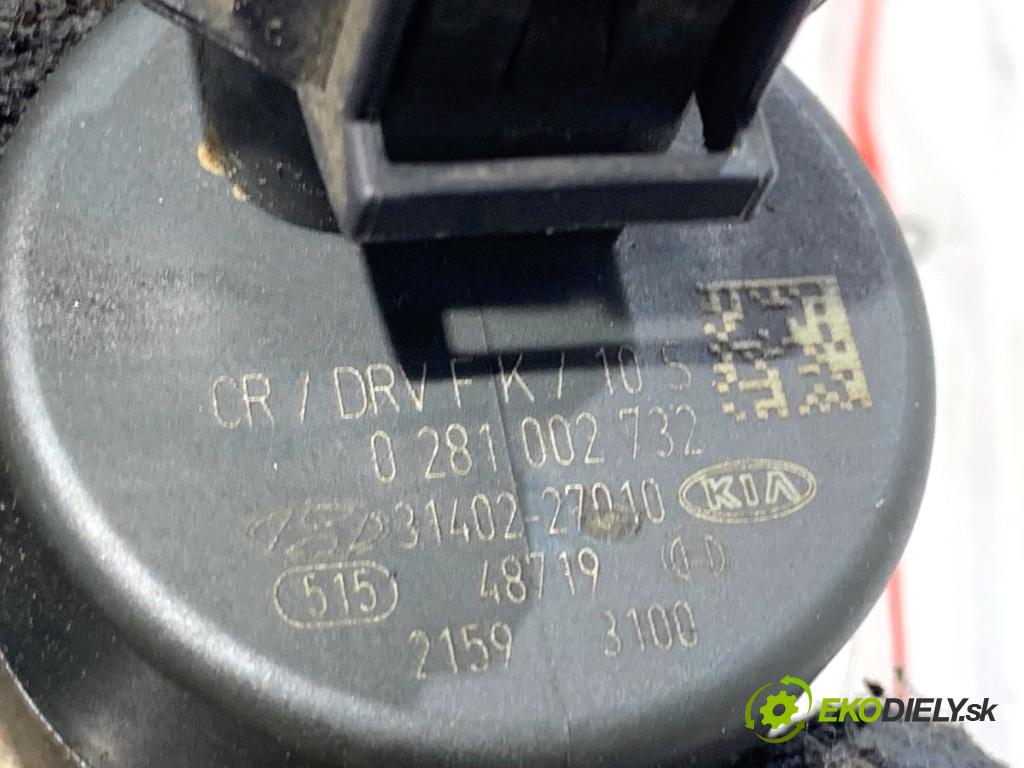 CR / DRV F K / 10 S
0 281 002 732
31402-27010 KIA
515 48719
2159 3100
EKODIELY.sk